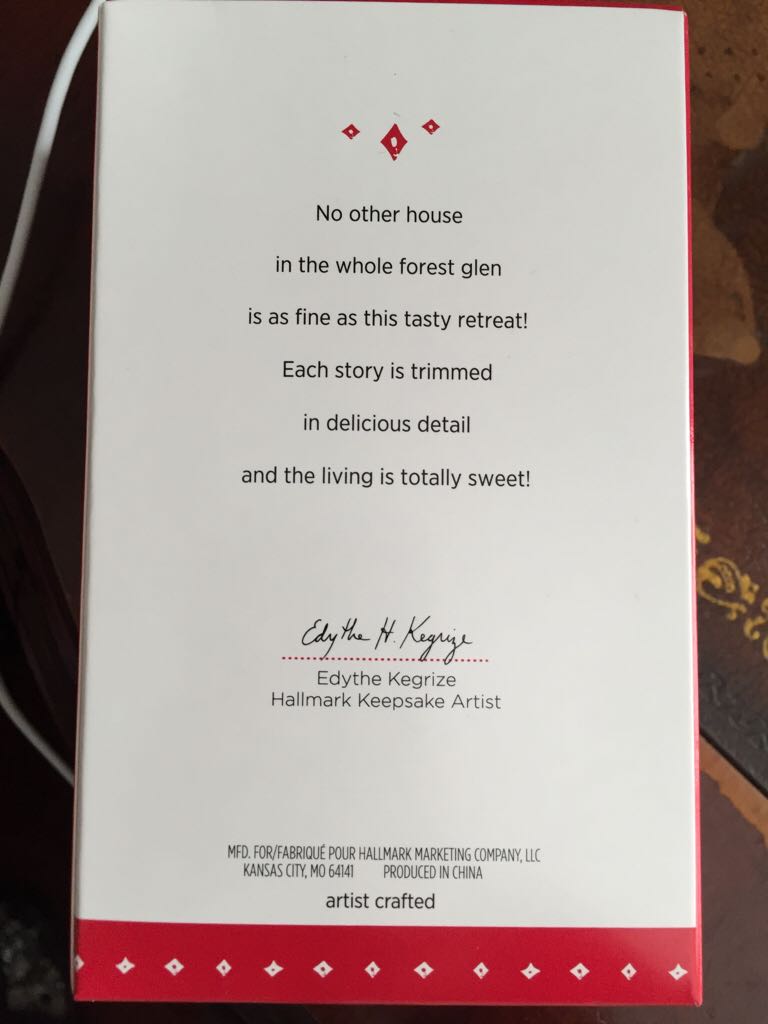 No other house
in the whole forest glen
is as fine as this tasty retreat!
Each story is trimmed
in delicious detail
and the living is totally sweet!
Edythe H. Kegrize
Edythe Kegrize
Hallmark Keepsake Artist
MFD. FOR/FABRIQUÉ POUR HALLMARK MARKETING COMPANY, LLC
KANSAS CITY, MO 64141 PRODUCED IN CHINA
artist crafted